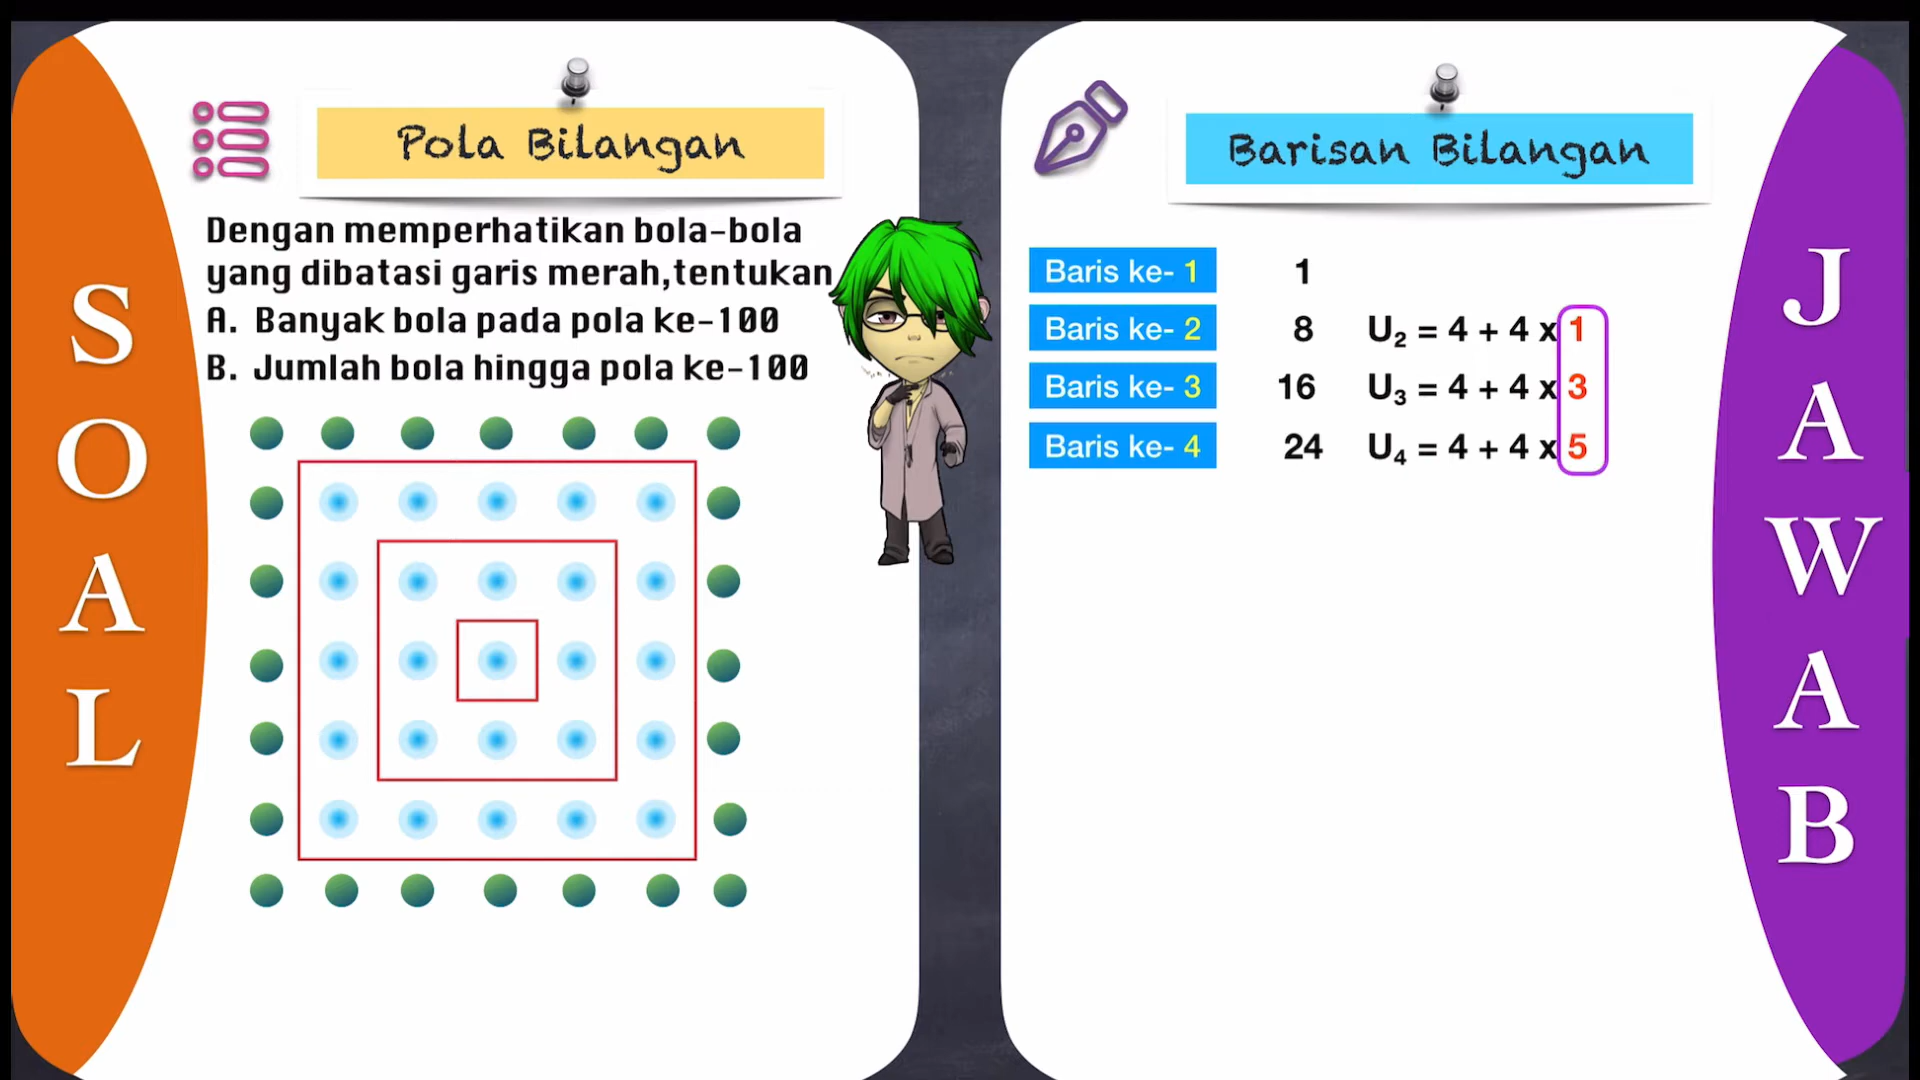 SOAL
Pola Bilangan
Dengan memperhatikan bola-bola
yang dibatasi garis merah,tentukan
A. Banyak bola pada pola ke-100
B. Jumlah bola hingga pola ke-100
Barisan Bilangan
Baris ke- 1 1
Baris ke- 2 8 U₂ = 4 + 4 x 1
Baris ke- 3 16 U₃ = 4 + 4 x 3
Baris ke- 4 24 U₄ = 4 + 4 x 5
JAWAB